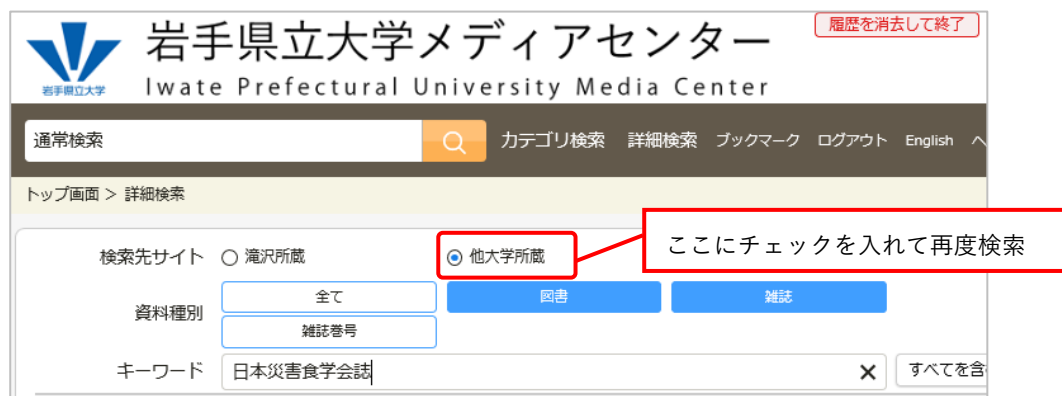 岩手県立大学メディアセンター
履歴を消去して終了
岩手県立大学
Iwate Prefectural University Media Center
通常検索
カテゴリ検索 詳細検索 ブックマーク ログアウト English ヘ
トップ画面 > 詳細検索
ここにチェックを入れて再度検索
検索先サイト 滝沢所蔵 他大学所蔵
資料種別 全て 図書 雑誌
雑誌巻号
キーワード 日本災害食学会誌 すべてを含